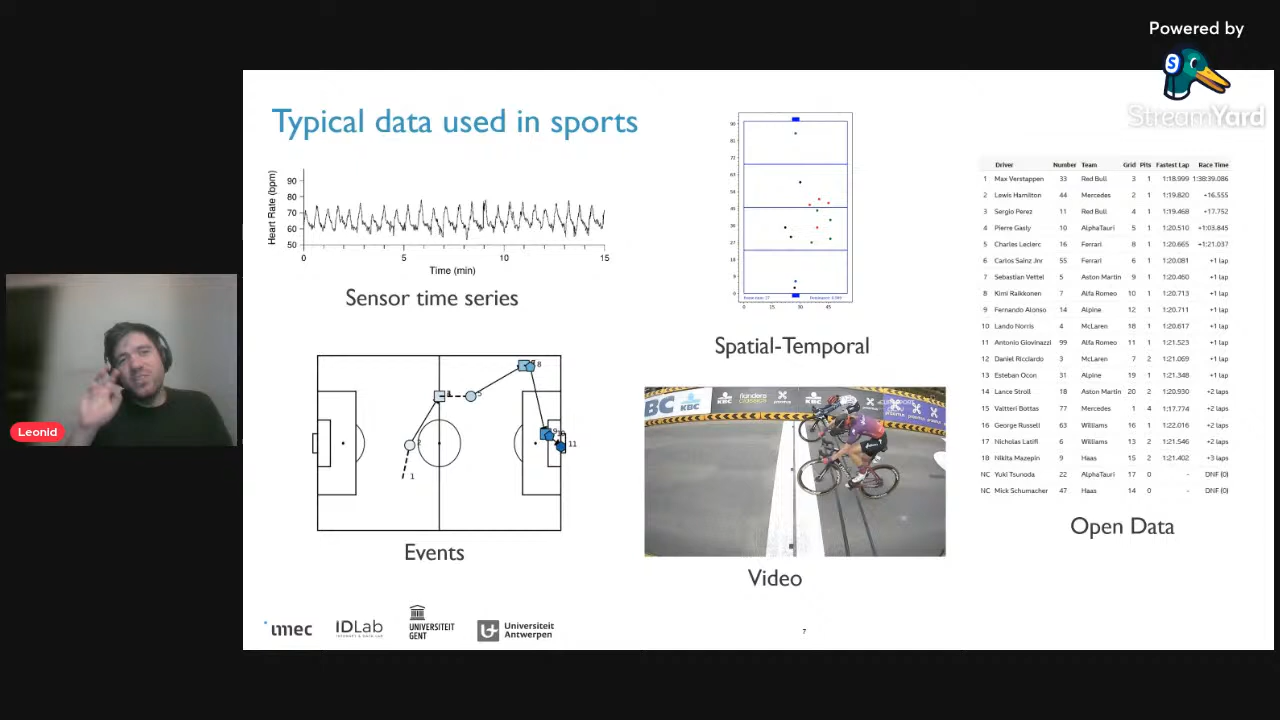 Powered by
StreamYard
Typical data used in sports
Heart Rate (bpm)
90
80
70
60
50
0 5 10 15
Time (min)
Sensor time series
Spatial-Temporal
Driver Number Team Grid Pits Fastest Lap Race Time
1 Max Verstappen 33 Red Bull 3 1 1:18.999 1:38:39.086
2 Lewis Hamilton 44 Mercedes 2 1 1:19.820 +16.555
3 Sergio Perez 11 Red Bull 4 1 1:19.468 +17.752
4 Pierre Gasly 10 AlphaTauri 5 1 1:20.510 +1:03.845
5 Charles Leclerc 16 Ferrari 8 1 1:20.665 +1:21.037
6 Carlos Sainz Jnr 55 Ferrari 6 1 1:20.081 +1 lap
7 Sebastian Vettel 5 Aston Martin 9 1 1:20.460 +1 lap
8 Kimi Raikkonen 7 Alfa Romeo 10 1 1:20.713 +1 lap
9 Fernando Alonso 14 Alpine 12 1 1:20.711 +1 lap
10 Lando Norris 4 McLaren 18 1 1:20.617 +1 lap
11 Antonio Giovinazzi 99 Alfa Romeo 11 1 1:21.523 +1 lap
12 Daniel Ricciardo 3 McLaren 7 2 1:21.069 +1 lap
13 Esteban Ocon 31 Alpine 19 1 1:21.348 +1 lap
14 Lance Stroll 18 Aston Martin 20 2 1:20.930 +2 laps
15 Valtteri Bottas 77 Mercedes 1 4 1:17.774 +2 laps
16 George Russell 63 Williams 16 1 1:22.016 +2 laps
17 Nicholas Latifi 6 Williams 13 2 1:21.546 +2 laps
18 Nikita Mazepin 9 Haas 15 2 1:21.402 +3 laps
NC Yuki Tsunoda 22 AlphaTauri 17 0 - DNF (0)
NC Mick Schumacher 47 Haas 14 0 - DNF (0)
Open Data
1
2
8
11
Events
KBC
flanders classics
Video
Leonid
imec
IDLab
UNIVERSITEIT
GENT
Universiteit
Antwerpen
7